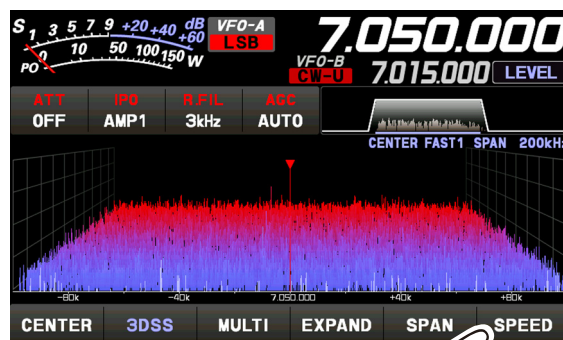 S 1 3 5 7 9 +20 +40 +60 dB
PO 0 10 50 100 150 W
VFO-A
LSB
7.050.000
VFO-B
CW-U
7.015.000
LEVEL
ATT IPO R.FIL AGC
OFF AMP1 3kHz AUTO
CENTER FAST1 SPAN 200kHz
-80k -40k 7.050.000 +40k +80k
CENTER 3DSS MULTI EXPAND SPAN SPEED